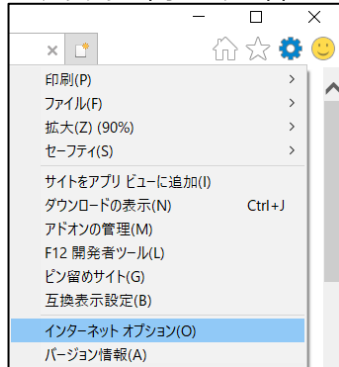 印刷(P)
ファイル(F)
拡大(Z) (90%)
セーフティ(S)
サイトをアプリ ビューに追加(I)
ダウンロードの表示(N) Ctrl+J
アドオンの管理(M)
F12 開発者ツール(L)
ピン留めサイト(G)
互換表示設定(B)
インターネット オプション(O)
バージョン情報(A)